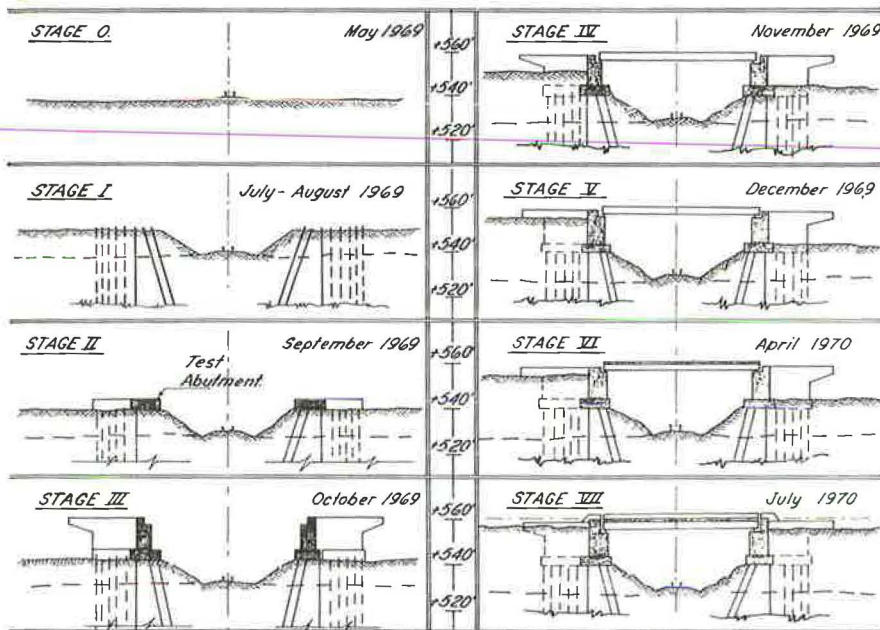 STAGE O.
May 1969
STAGE I
July - August 1969
STAGE II
September 1969
Test
Abutment
STAGE III
October 1969
+560'
+540'
+520'
+560'
+540'
+520'
+560'
+540'
+520'
+560'
+540'
+520'
STAGE IV
November 1969
STAGE V
December 1969
STAGE VI
April 1970
STAGE VII
July 1970